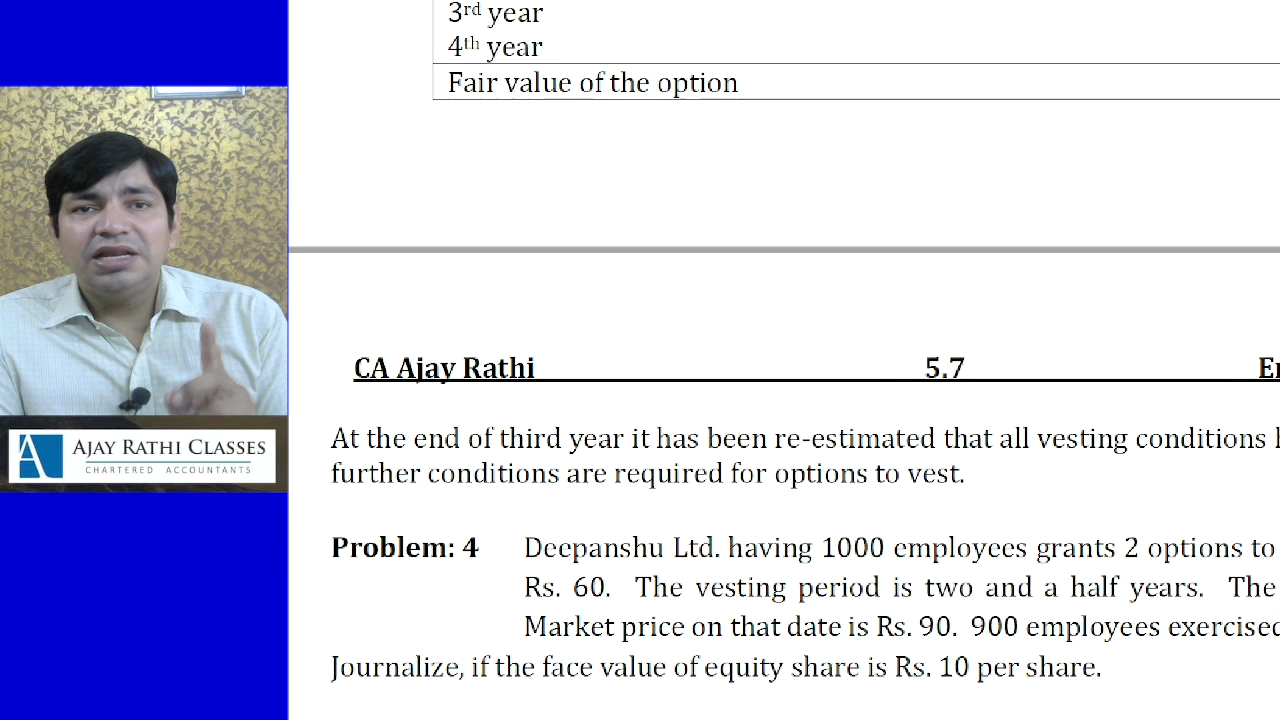 3rd year
4th year
Fair value of the option
CA Ajay Rathi 5.7
At the end of third year it has been re-estimated that all vesting conditions
further conditions are required for options to vest.
Problem: 4 Deepanshu Ltd. having 1000 employees grants 2 options to
Rs. 60. The vesting period is two and a half years. The
Market price on that date is Rs. 90. 900 employees exercised
Journalize, if the face value of equity share is Rs. 10 per share.
AJAY RATHI CLASSES
CHARTERED ACCOUNTANTS